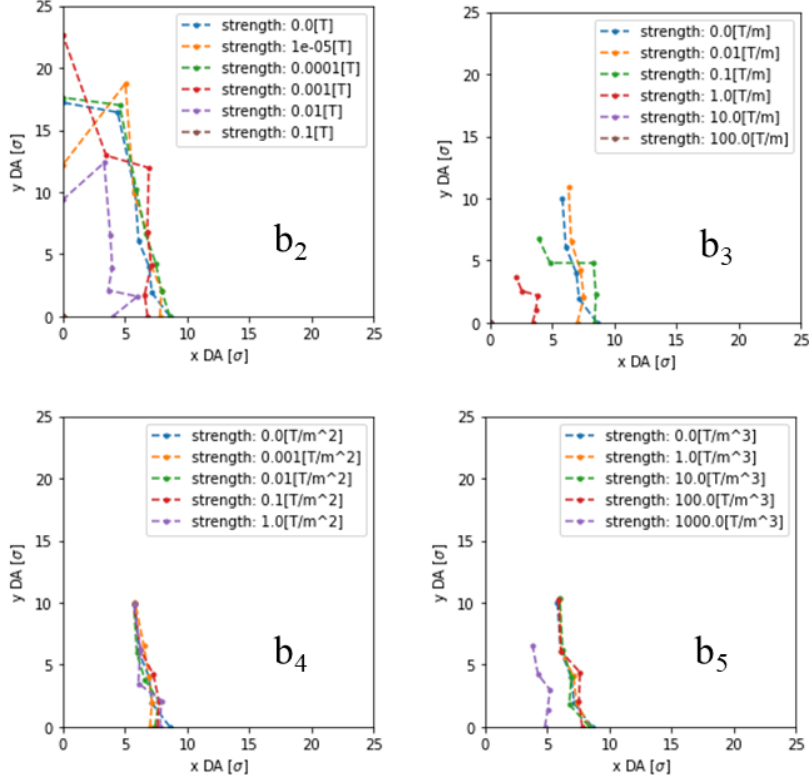 25
20
15
10
5
0
y DA [σ]
strength: 0.0[T]
strength: 1e-05[T]
strength: 0.0001[T]
strength: 0.001[T]
strength: 0.01[T]
strength: 0.1[T]
b2
0 5 10 15 20 25
x DA [σ]
25
20
15
10
5
0
y DA [σ]
strength: 0.0[T/m]
strength: 0.01[T/m]
strength: 0.1[T/m]
strength: 1.0[T/m]
strength: 10.0[T/m]
strength: 100.0[T/m]
b3
0 5 10 15 20 25
x DA [σ]
25
20
15
10
5
0
y DA [σ]
strength: 0.0[T/m^2]
strength: 0.001[T/m^2]
strength: 0.01[T/m^2]
strength: 0.1[T/m^2]
strength: 1.0[T/m^2]
b4
0 5 10 15 20 25
x DA [σ]
25
20
15
10
5
0
y DA [σ]
strength: 0.0[T/m^3]
strength: 1.0[T/m^3]
strength: 10.0[T/m^3]
strength: 100.0[T/m^3]
strength: 1000.0[T/m^3]
b5
0 5 10 15 20 25
x DA [σ]